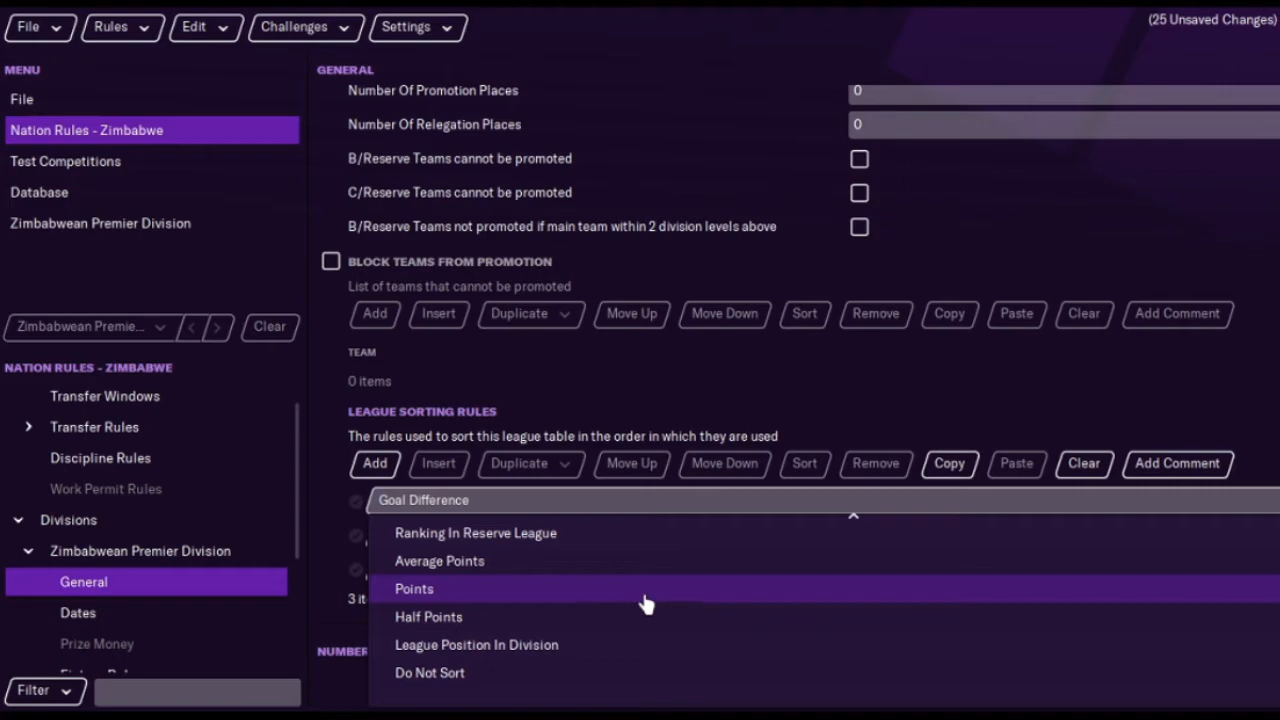 File Rules Edit Challenges Settings (25 Unsaved Changes)
MENU
File
Nation Rules - Zimbabwe
Test Competitions
Database
Zimbabwean Premier Division
Zimbabwean Premie... < > Clear
NATION RULES - ZIMBABWE
Transfer Windows
Transfer Rules
Discipline Rules
Work Permit Rules
Divisions
Zimbabwean Premier Division
General
Dates
Prize Money
Filter
GENERAL
Number Of Promotion Places 0
Number Of Relegation Places 0
B/Reserve Teams cannot be promoted
C/Reserve Teams cannot be promoted
B/Reserve Teams not promoted if main team within 2 division levels above
BLOCK TEAMS FROM PROMOTION
List of teams that cannot be promoted
Add Insert Duplicate Move Up Move Down Sort Remove Copy Paste Clear Add Comment
TEAM
0 items
LEAGUE SORTING RULES
The rules used to sort this league table in the order in which they are used
Add Insert Duplicate Move Up Move Down Sort Remove Copy Paste Clear Add Comment
Goal Difference
Ranking In Reserve League
Average Points
Points
3 it
Half Points
League Position In Division
NUMBER
Do Not Sort